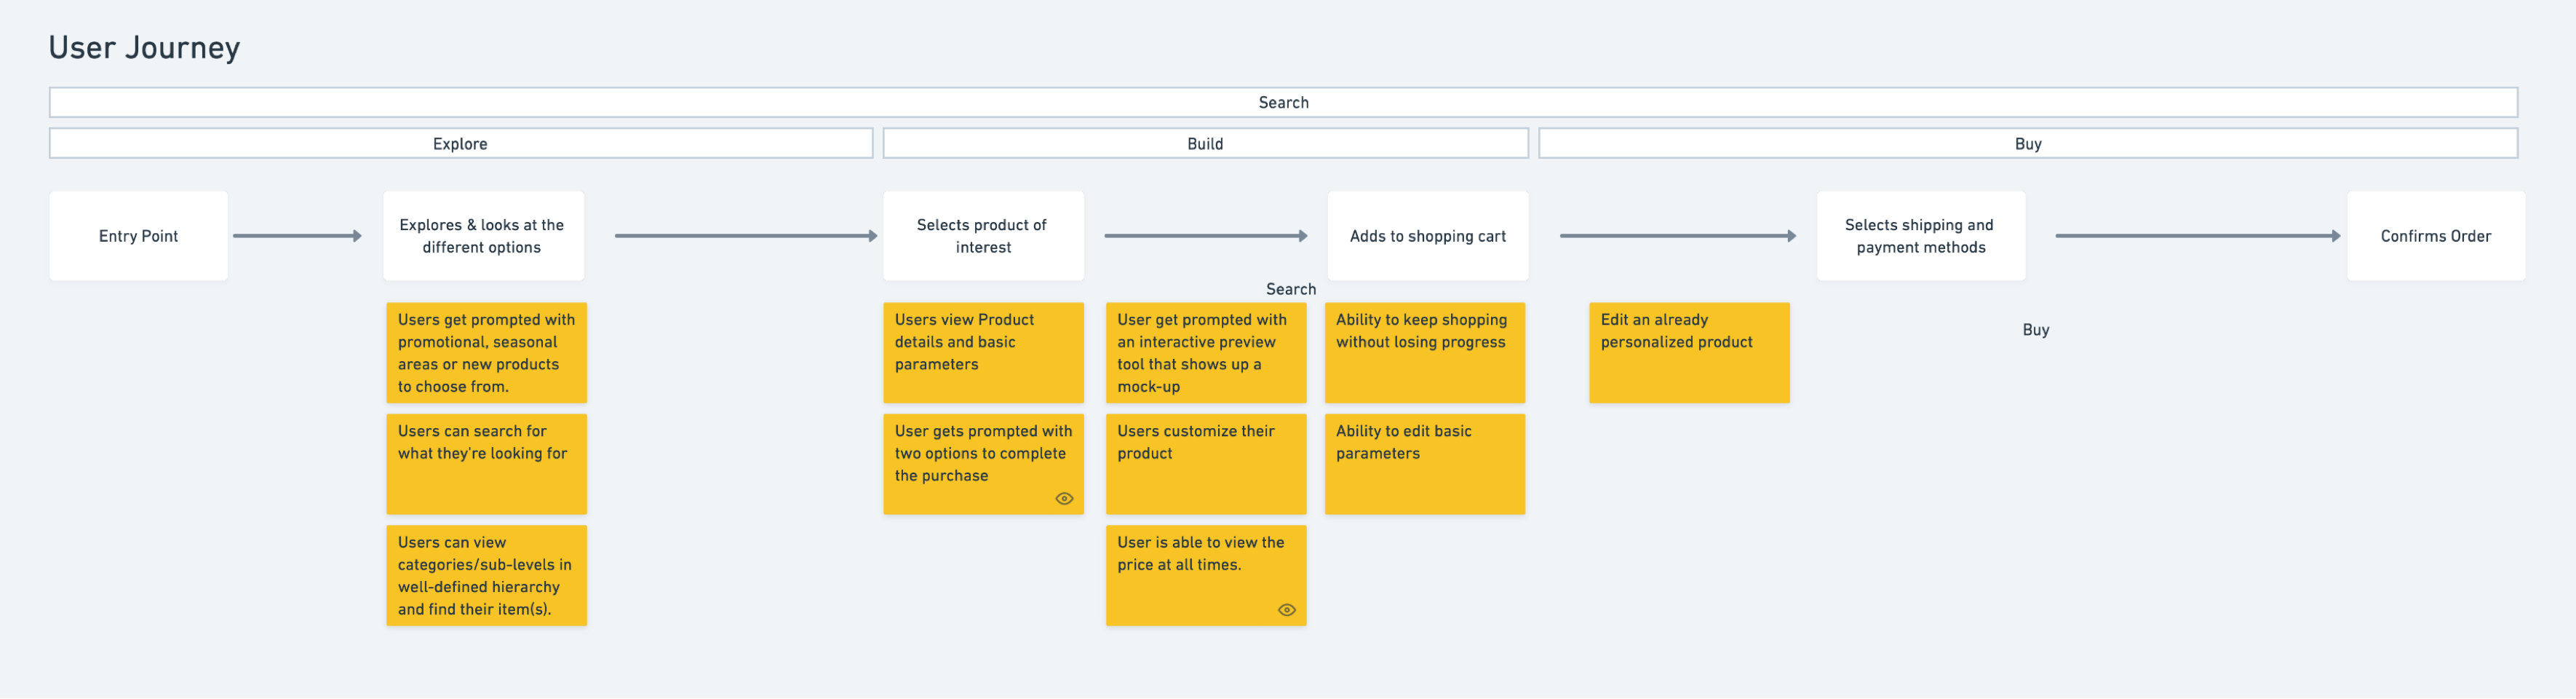 User Journey
Search
Explore
Build
Buy
Entry Point
Explores & looks at the
different options
Selects product of
interest
Adds to shopping cart
Selects shipping and
payment methods
Confirms Order
Search
Users get prompted with
promotional, seasonal
areas or new products
to choose from.
Users can search for
what they're looking for
Users can view
categories/sub-levels in
well-defined hierarchy
and find their item(s).
Users view Product
details and basic
parameters
User gets prompted with
two options to complete
the purchase
User get prompted with
an interactive preview
tool that shows up a
mock-up
Users customize their
product
User is able to view the
price at all times.
Ability to keep shopping
without losing progress
Ability to edit basic
parameters
Edit an already
personalized product
Buy